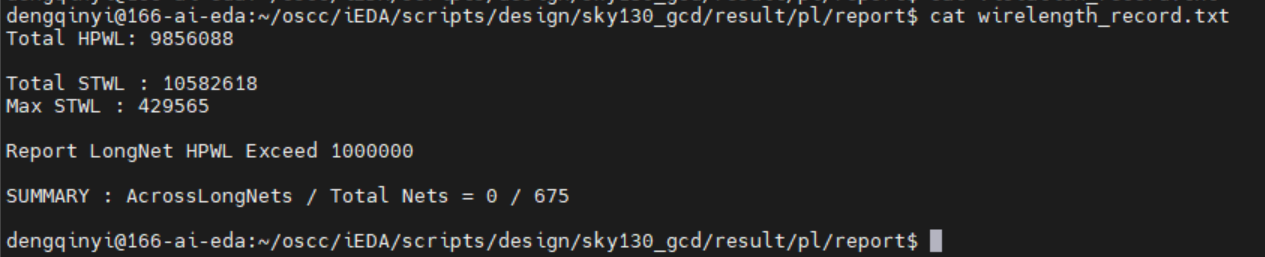 dengqinyi@166-ai-eda:~/oscc/iEDA/scripts/design/sky130_gcd/result/pl/report$ cat wirelength_record.txt
Total HPWL: 9856088
Total STWL : 10582618
Max STWL : 429565
Report LongNet HPWL Exceed 1000000
SUMMARY : AcrossLongNets / Total Nets = 0 / 675
dengqinyi@166-ai-eda:~/oscc/iEDA/scripts/design/sky130_gcd/result/pl/report$